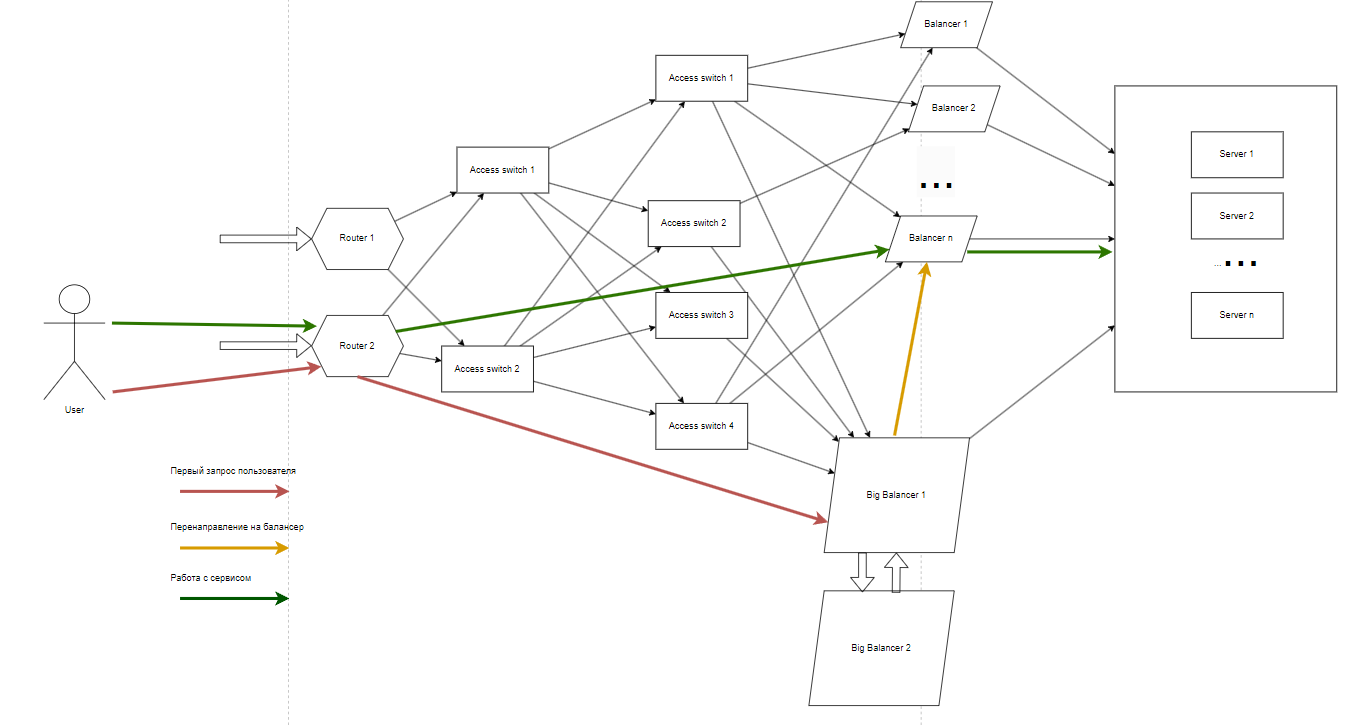 Balancer 1
Access switch 1
Balancer 2
Server 1
Access switch 1
...
Server 2
Access switch 2
Router 1
Balancer n
... ...
Access switch 3
Server n
Router 2
Access switch 2
User
Access switch 4
Первый запрос пользователя
Big Balancer 1
Перенаправление на балансер
Работа с сервисом
Big Balancer 2